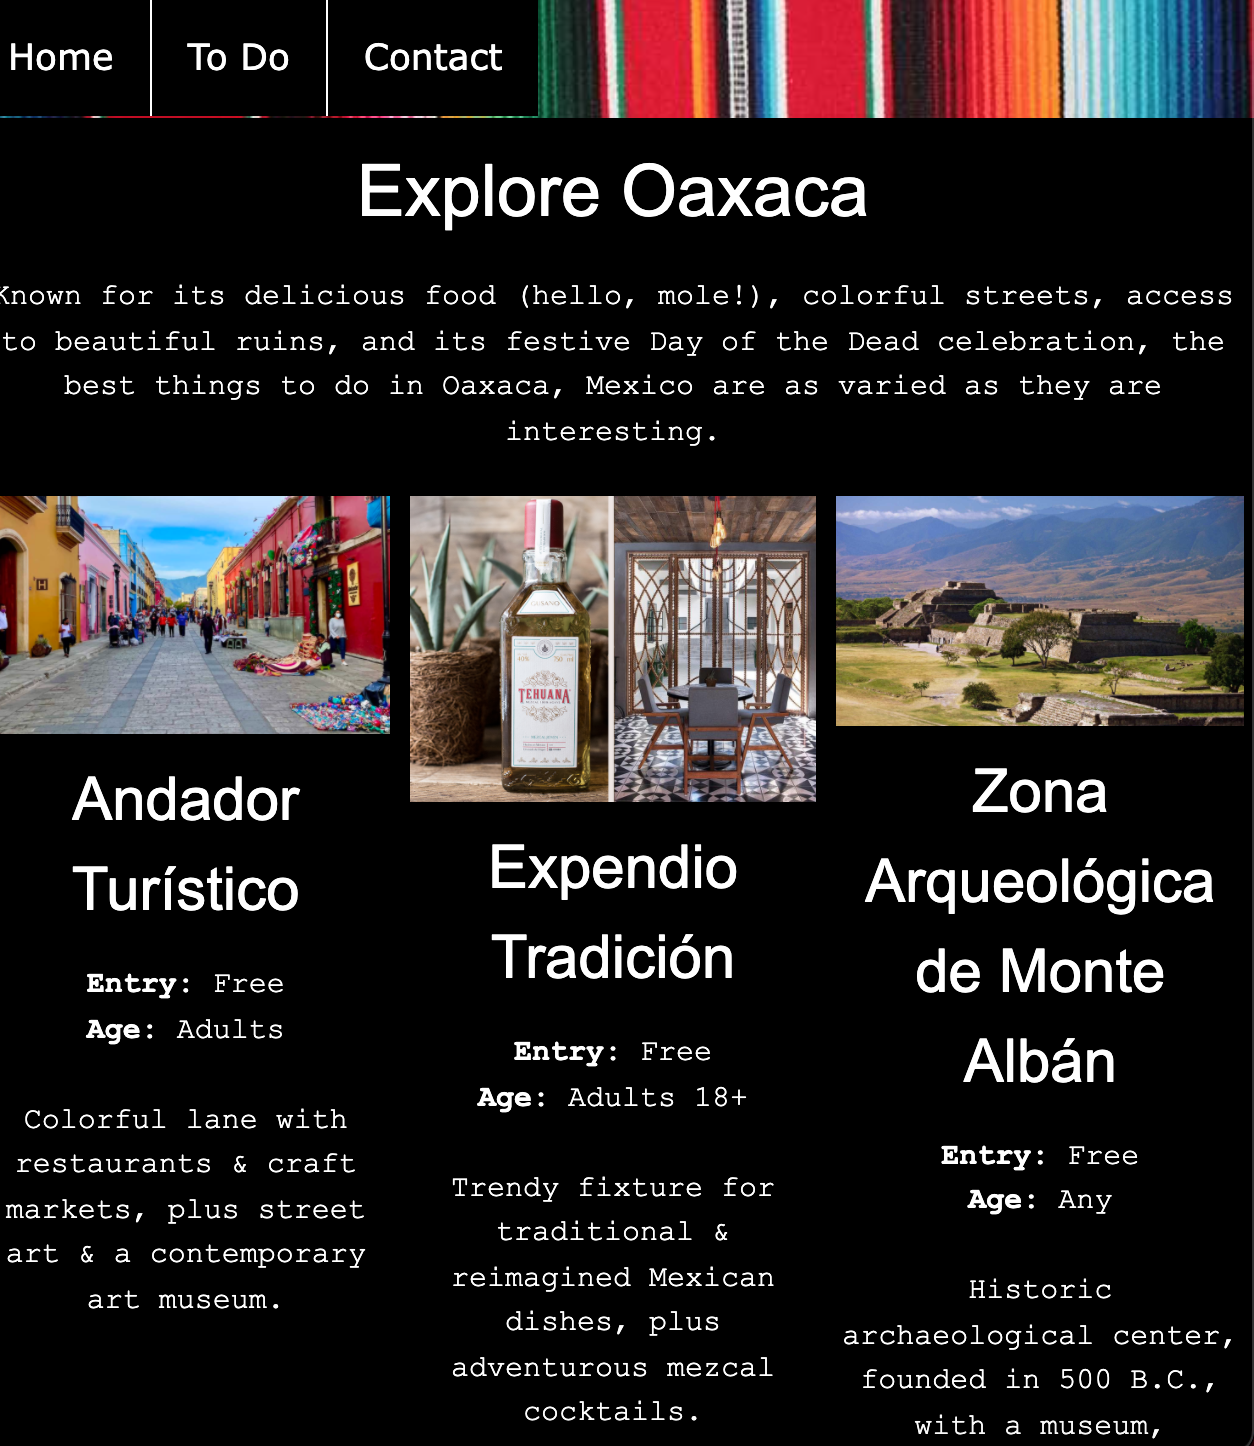 Home
To Do
Contact
Explore Oaxaca
Known for its delicious food (hello, mole!), colorful streets, access
to beautiful ruins, and its festive Day of the Dead celebration, the
best things to do in Oaxaca, Mexico are as varied as they are
interesting.
GUSANO
40%
750 ml
TEHUANA
Andador
Turístico
Entry: Free
Age: Adults
Colorful lane with
restaurants & craft
markets, plus street
art & a contemporary
art museum.
Expendio
Tradición
Entry: Free
Age: Adults 18+
Trendy fixture for
traditional &
reimagined Mexican
dishes, plus
adventurous mezcal
cocktails.
Zona
Arqueológica
de Monte
Albán
Entry: Free
Age: Any
Historic
archaeological center,
founded in 500 B.C.,
with a museum,